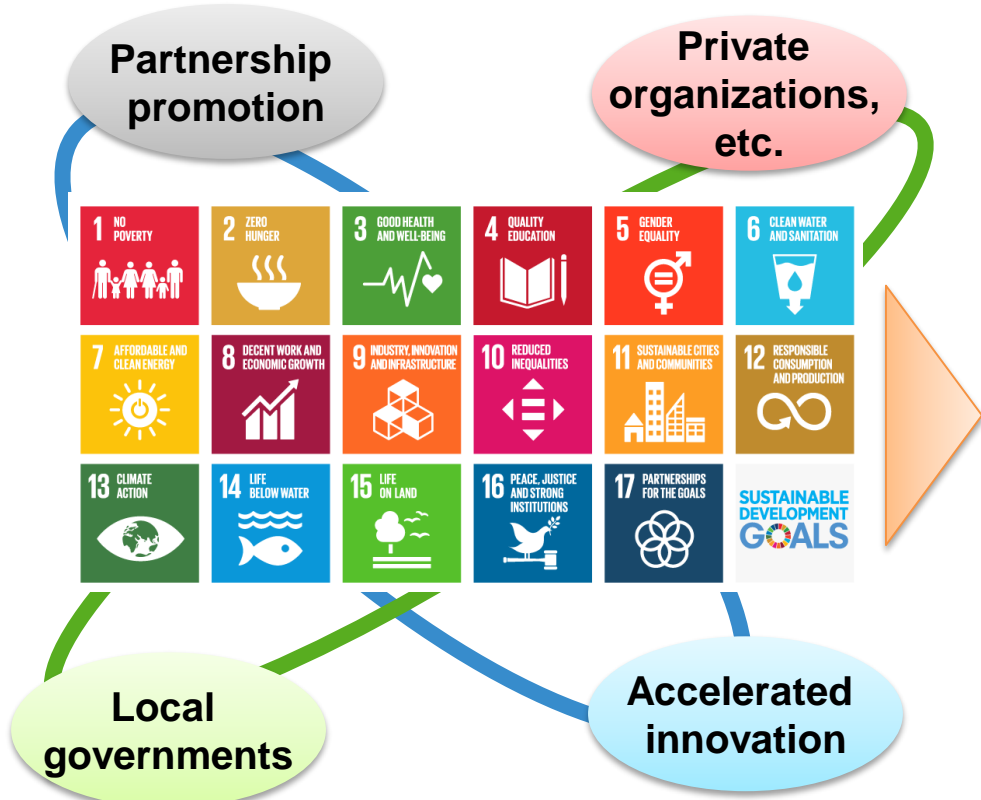 Partnership
promotion
Private
organizations,
etc.
1 NO
POVERTY
2 ZERO
HUNGER
3 GOOD HEALTH
AND WELL-BEING
4 QUALITY
EDUCATION
5 GENDER
EQUALITY
6 CLEAN WATER
AND SANITATION
7 AFFORDABLE AND
CLEAN ENERGY
8 DECENT WORK AND
ECONOMIC GROWTH
9 INDUSTRY, INNOVATION
AND INFRASTRUCTURE
10 REDUCED
INEQUALITIES
11 SUSTAINABLE CITIES
AND COMMUNITIES
12 RESPONSIBLE
CONSUMPTION
AND PRODUCTION
13 CLIMATE
ACTION
14 LIFE
BELOW WATER
15 LIFE
ON LAND
16 PEACE, JUSTICE
AND STRONG
INSTITUTIONS
17 PARTNERSHIPS
FOR THE GOALS
SUSTAINABLE
DEVELOPMENT
GOALS
Local
governments
Accelerated
innovation